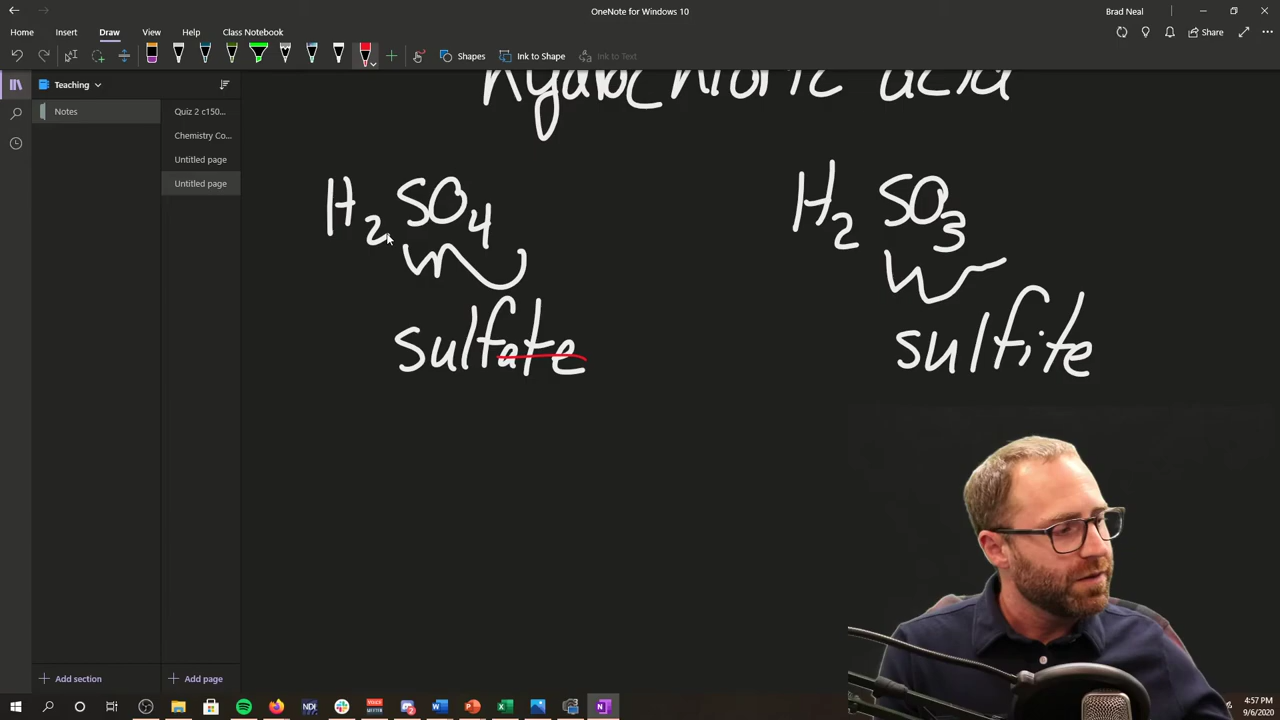 OneNote for Windows 10
Brad Neal
Home Insert Draw View Help Class Notebook
Share
Shapes Ink to Shape Ink to Text
Teaching
Notes
Quiz 2 c150...
Chemistry Co...
Untitled page
Untitled page
Add section
Add page
hydrochloric acid
H2SO4
H2SO3
sulfate
sulfite
NDI
VOICE
4:57 PM
9/6/2020